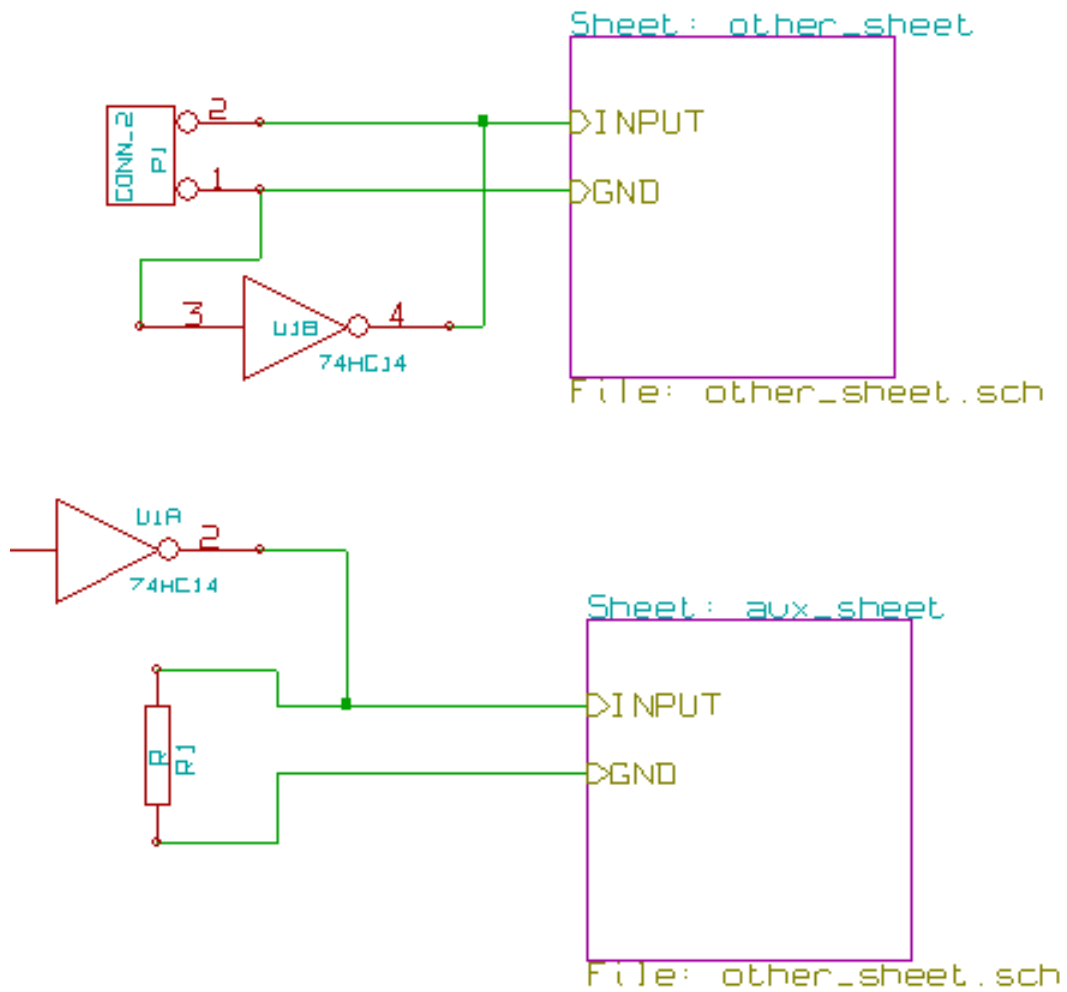 Sheet: other_sheet
CONN_2
P1
2
1
INPUT
GND
3
U1B
4
74HC14
File: other_sheet.sch
U1A
2
74HC14
Sheet: aux_sheet
R
R1
INPUT
GND
File: other_sheet.sch